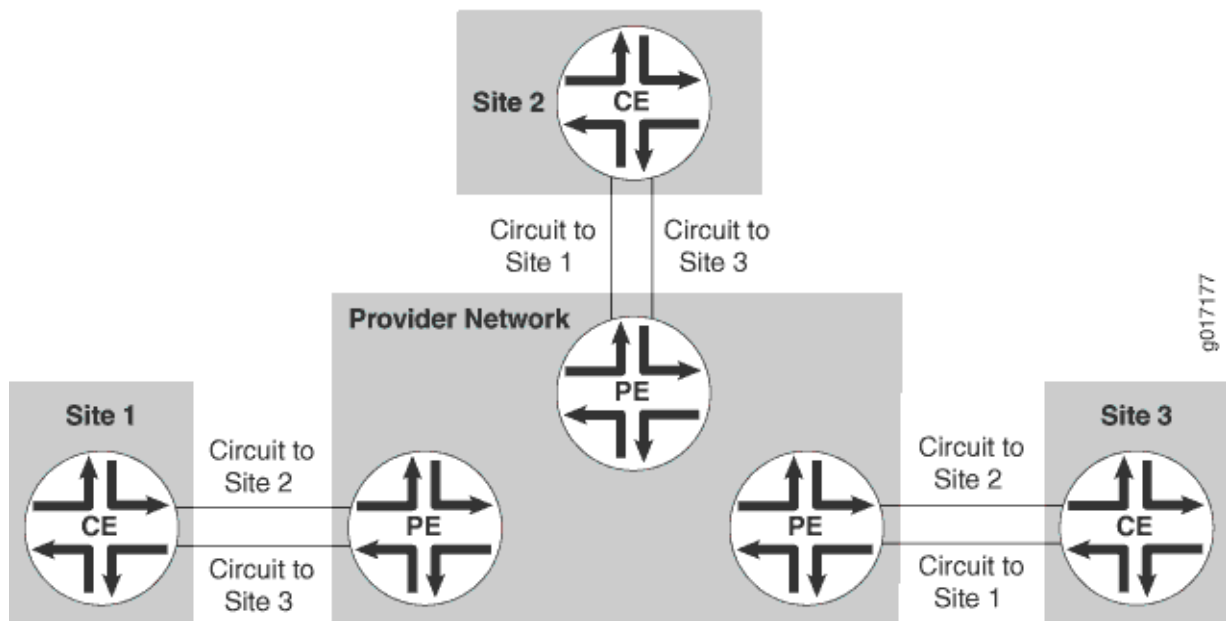 Site 2
CE
Circuit to
Site 1
Circuit to
Site 3
Provider Network
PE
g017177
Site 1
CE
Circuit to
Site 2
Circuit to
Site 3
PE
PE
Circuit to
Site 2
Circuit to
Site 1
Site 3
CE